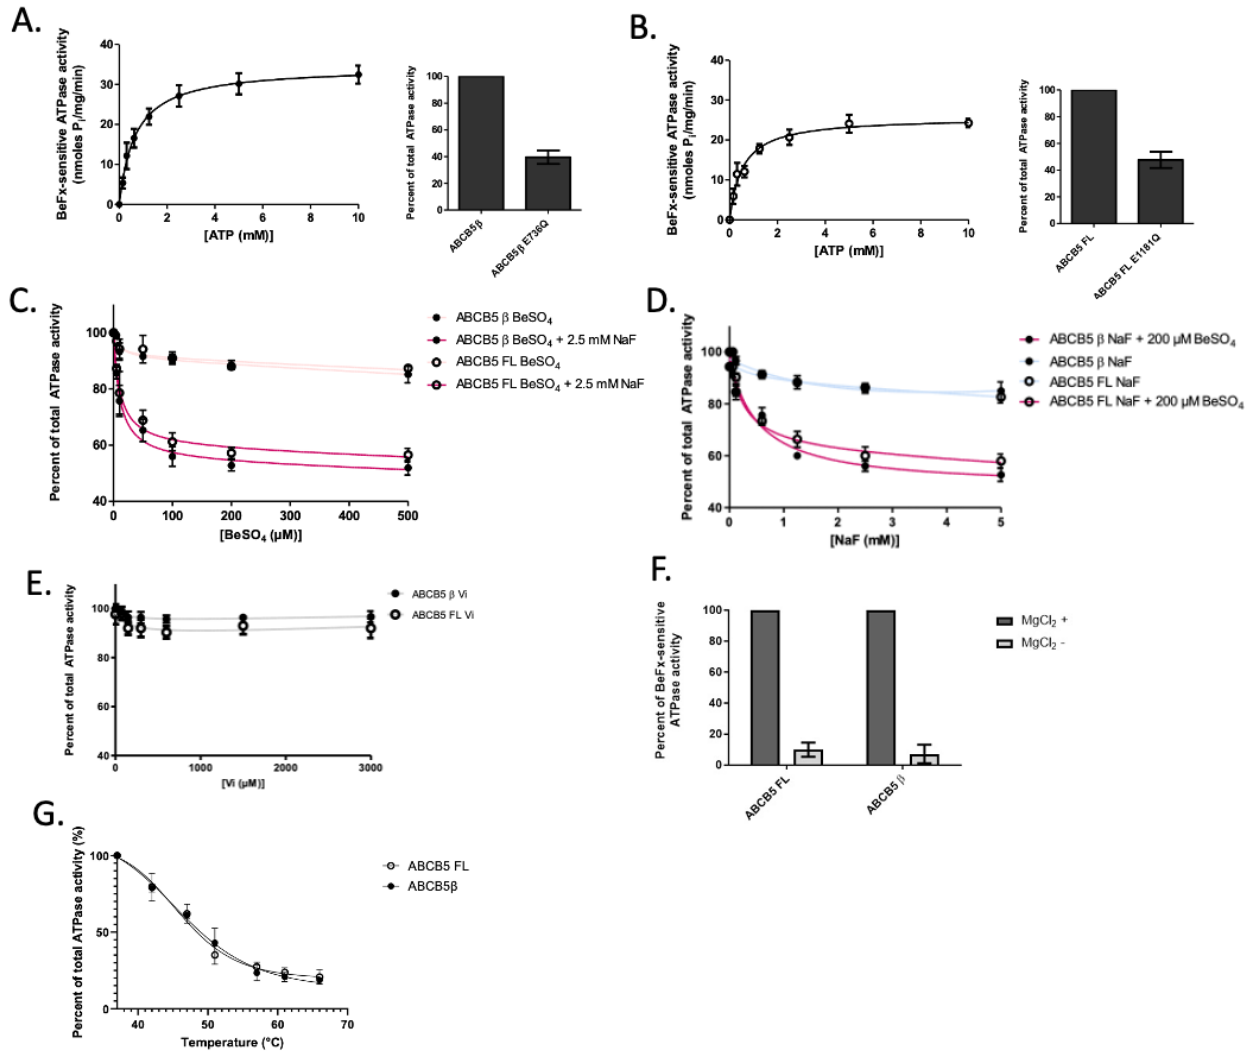 A.
BeFx-sensitive ATPase activity
(nmoles Pi/mg/min)
40
30
20
10
0
0
2
4
6
8
10
[ATP (mM)]
Percent of total ATPase activity
100
80
60
40
20
0
ABCB5β
ABCB5β E736Q
B.
BeFx-sensitive ATPase activity
(nmoles Pi/mg/min)
40
30
20
10
0
0
2
4
6
8
10
[ATP (mM)]
Percent of total ATPase activity
100
80
60
40
20
0
ABCB5 FL
ABCB5 FL E1181Q
C.
Percent of total ATPase activity
100
80
60
40
0
100
200
300
400
500
[BeSO4 (µM)]
ABCB5 β BeSO4
ABCB5 β BeSO4 + 2.5 mM NaF
ABCB5 FL BeSO4
ABCB5 FL BeSO4 + 2.5 mM NaF
D.
Percent of total ATPase activity
100
80
60
40
0
1
2
3
4
5
[NaF (mM)]
ABCB5 β NaF + 200 µM BeSO4
ABCB5 β NaF
ABCB5 FL NaF
ABCB5 FL NaF + 200 µM BeSO4
E.
Percent of total ATPase activity
100
80
60
40
0
1000
2000
3000
[Vi (µM)]
ABCB5 β Vi
ABCB5 FL Vi
F.
Percent of BeFx-sensitive
ATPase activity
100
80
60
40
20
0
ABCB5 FL
ABCB5 β
MgCl2 +
MgCl2 -
G.
Percent of total ATPase activity (%)
100
50
0
40
50
60
70
Temperature (°C)
ABCB5 FL
ABCB5β